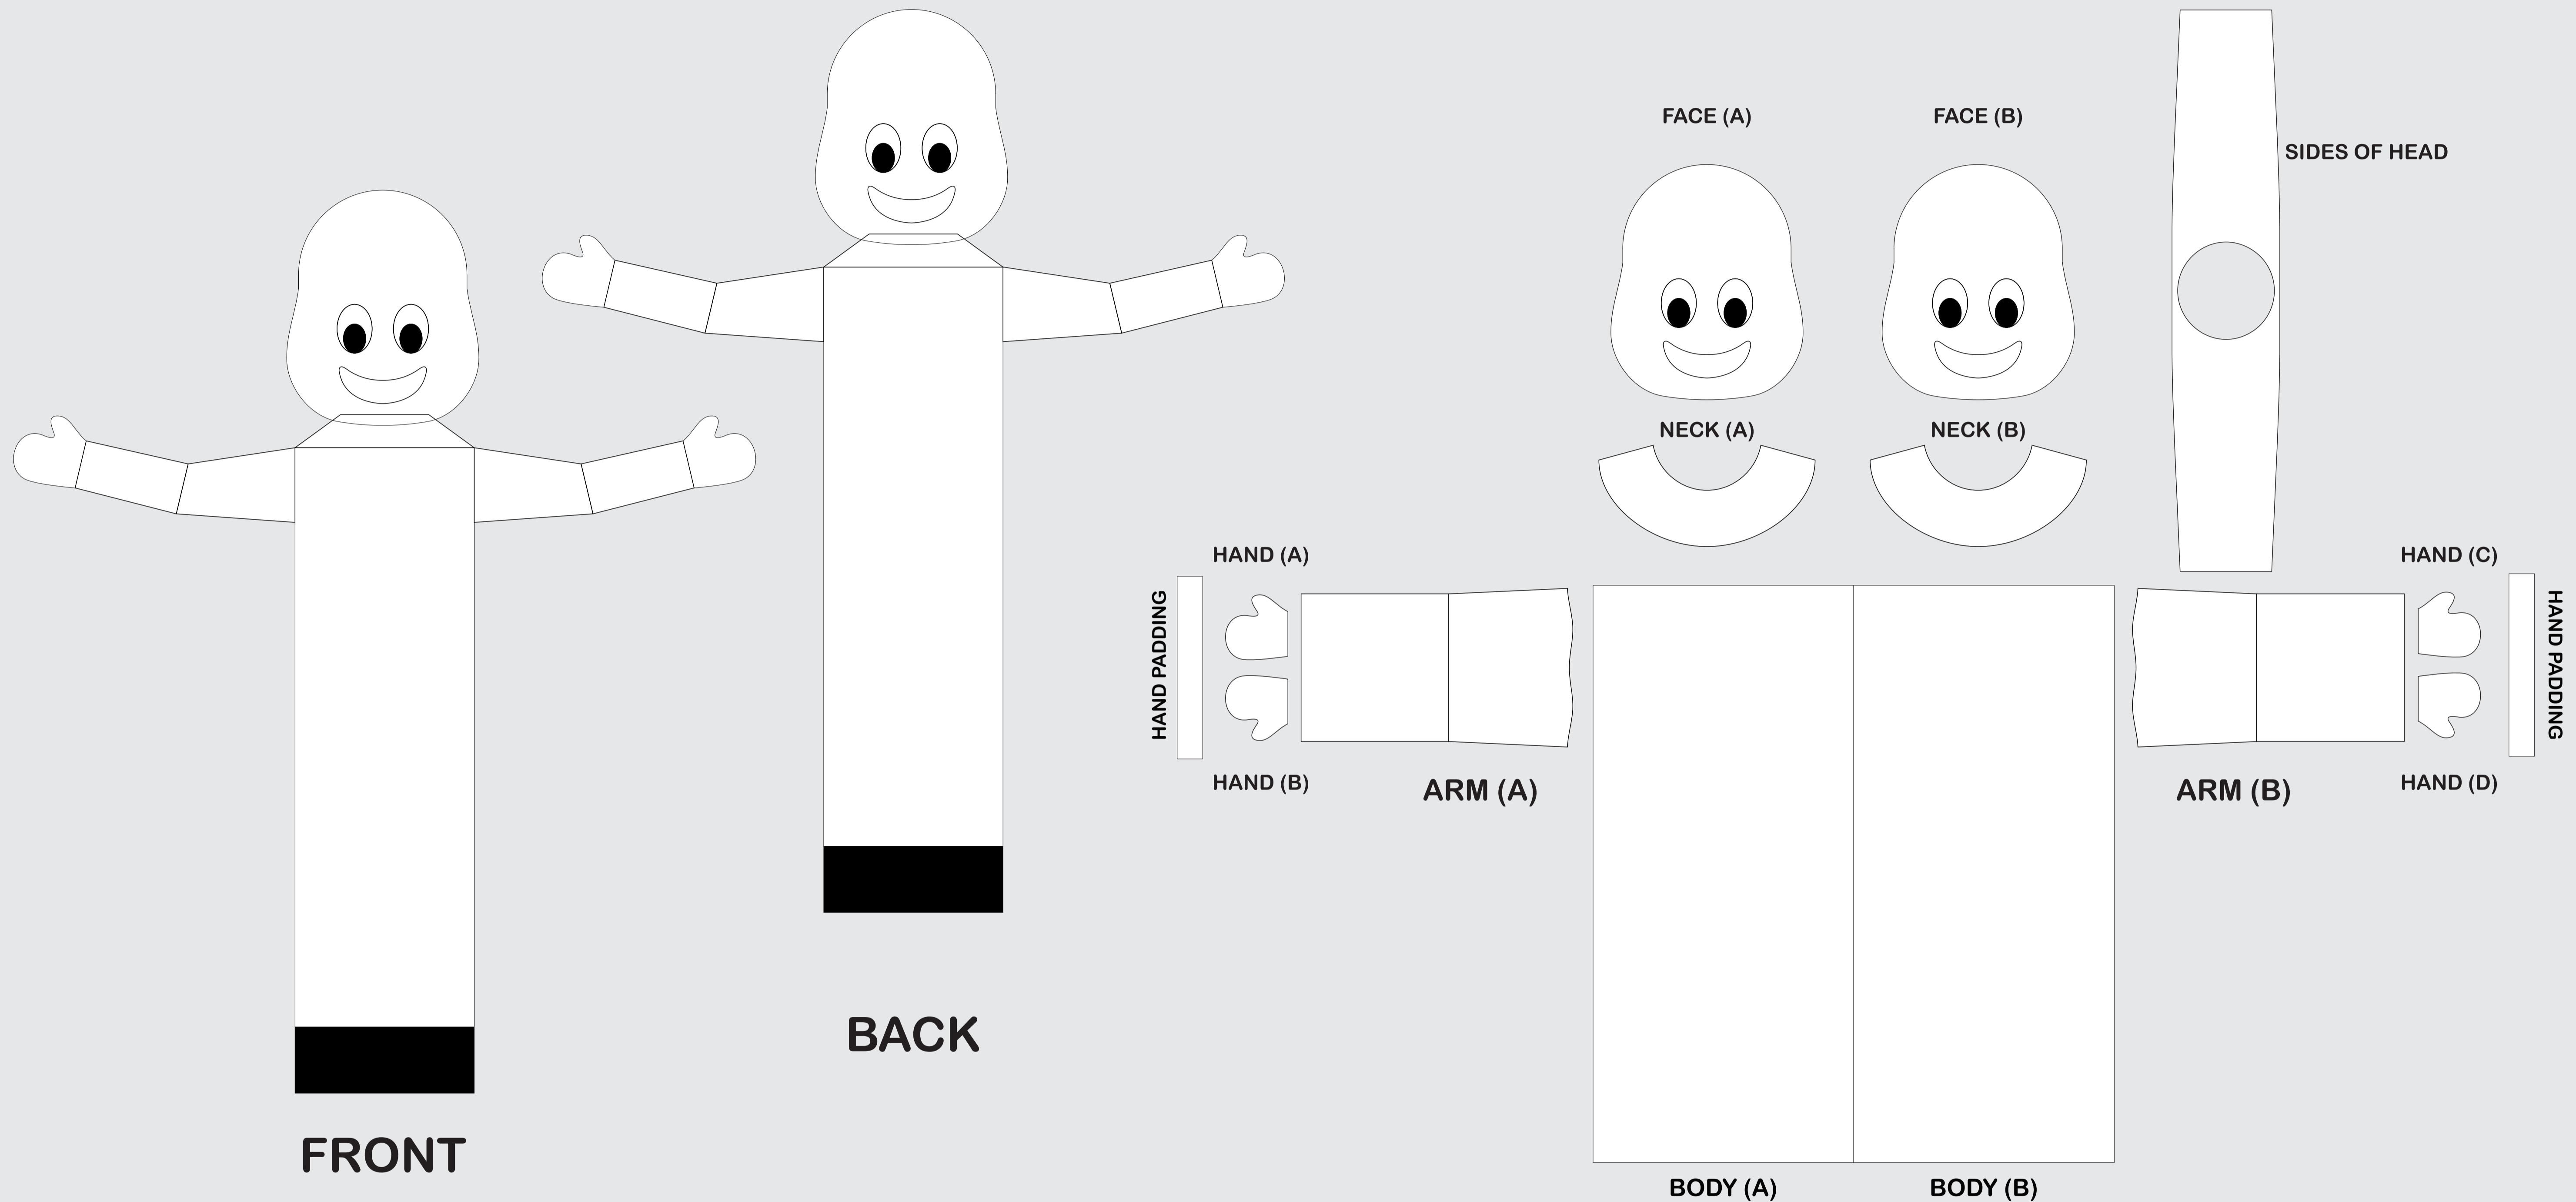 FRONT
BACK
FACE (A)
FACE (B)
SIDES OF HEAD
NECK (A)
NECK (B)
HAND (A)
HAND (C)
HAND PADDING
HAND PADDING
HAND (B)
ARM (A)
ARM (B)
HAND (D)
BODY (A)
BODY (B)